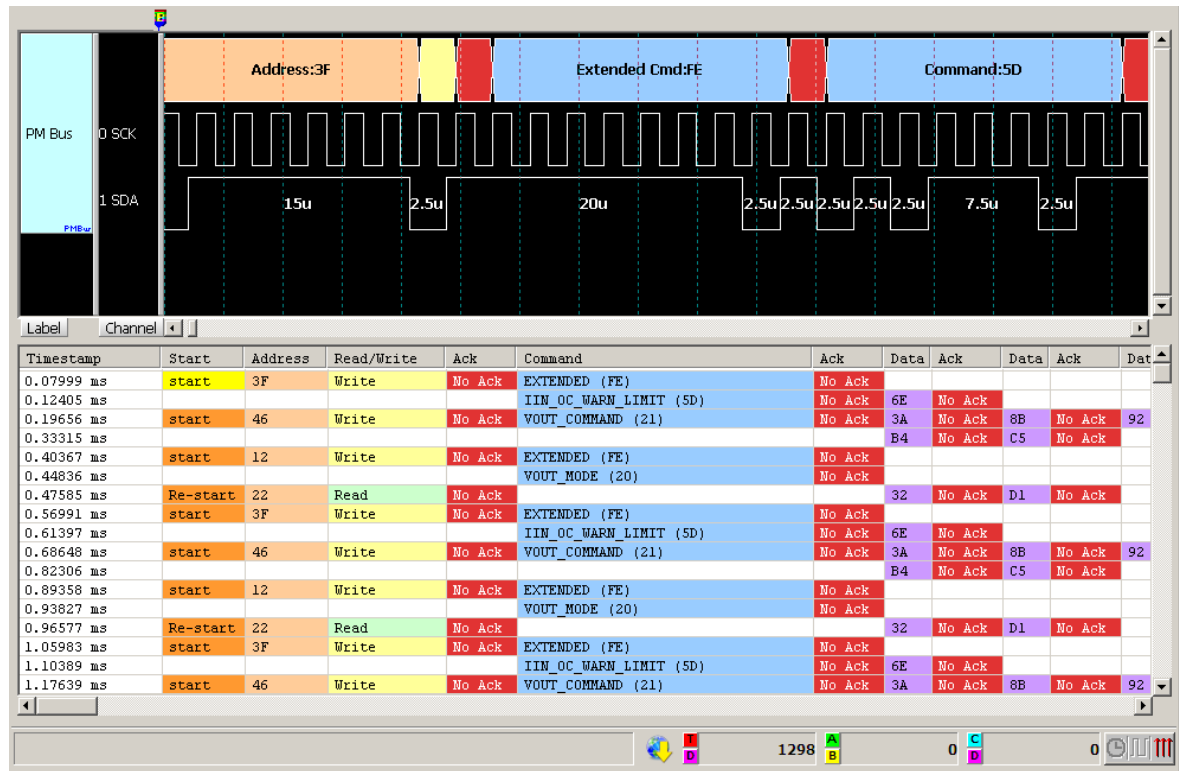 B
Address:3F Extended Cmd:FE Command:5D
PM Bus 0 SCK
1 SDA 15u 2.5u 20u 2.5u 2.5u 2.5u 2.5u 2.5u 7.5u 2.5u
Label Channel
Timestamp Start Address Read/Write Ack Command Ack Data Ack Data Ack Dat
0.07999 ms start 3F Write No Ack EXTENDED (FE) No Ack
0.12405 ms IIN_OC_WARN_LIMIT (5D) No Ack 6E No Ack
0.19656 ms start 46 Write No Ack VOUT_COMMAND (21) No Ack 3A No Ack 8B No Ack 92
0.33315 ms B4 No Ack C5 No Ack
0.40367 ms start 12 Write No Ack EXTENDED (FE) No Ack
0.44836 ms VOUT_MODE (20) No Ack
0.47585 ms Re-start 22 Read No Ack 32 No Ack D1 No Ack
0.56991 ms start 3F Write No Ack EXTENDED (FE) No Ack
0.61397 ms IIN_OC_WARN_LIMIT (5D) No Ack 6E No Ack
0.68648 ms start 46 Write No Ack VOUT_COMMAND (21) No Ack 3A No Ack 8B No Ack 92
0.82306 ms B4 No Ack C5 No Ack
0.89358 ms start 12 Write No Ack EXTENDED (FE) No Ack
0.93827 ms VOUT_MODE (20) No Ack
0.96577 ms Re-start 22 Read No Ack 32 No Ack D1 No Ack
1.05983 ms start 3F Write No Ack EXTENDED (FE) No Ack
1.10389 ms IIN_OC_WARN_LIMIT (5D) No Ack 6E No Ack
1.17639 ms start 46 Write No Ack VOUT_COMMAND (21) No Ack 3A No Ack 8B No Ack 92
T D 1298 A B 0 C D 0